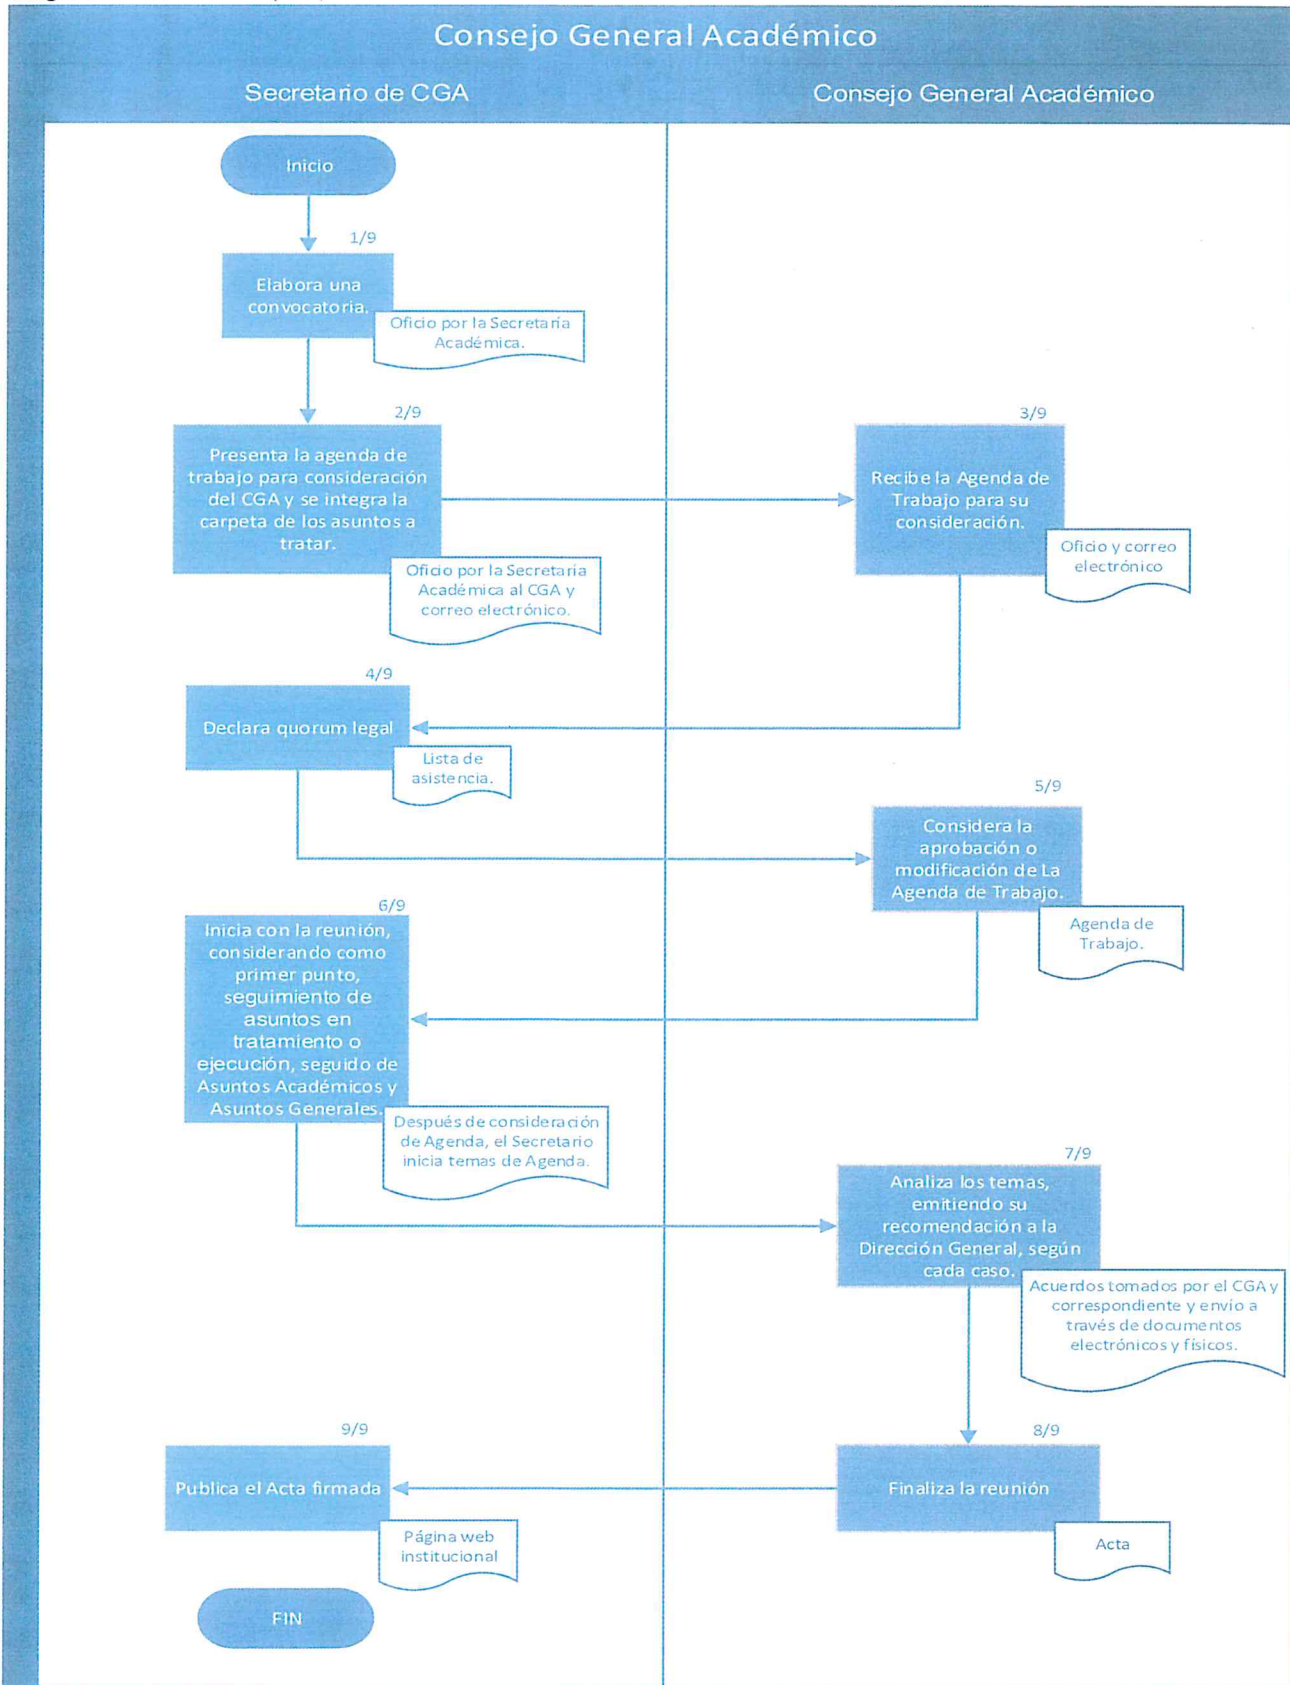 Consejo General Académico
Secretario de CGA
Consejo General Académico
Inicio
1/9
Elabora una
convocatoria.
Oficio por la Secretaría
Académica.
2/9
Presenta la agenda de
trabajo para consideración
del CGA y se integra la
carpeta de los asuntos a
tratar.
Oficio por la Secretaría
Académica al CGA y
correo electrónico.
3/9
Recibe la Agenda de
Trabajo para su
consideración.
Oficio y correo
electrónico
4/9
Declara quorum legal
Lista de
asistencia.
5/9
Considera la
aprobación o
modificación de La
Agenda de Trabajo.
Agenda de
Trabajo.
6/9
Inicia con la reunión,
considerando como
primer punto,
seguimiento de
asuntos en
tratamiento o
ejecución, seguido de
Asuntos Académicos y
Asuntos Generales.
Después de consideración
de Agenda, el Secretario
inicia temas de Agenda.
7/9
Analiza los temas,
emitiendo su
recomendación a la
Dirección General, según
cada caso.
Acuerdos tomados por el CGA y
correspondiente y envío a
través de documentos
electrónicos y físicos.
8/9
Finaliza la reunión
Acta
9/9
Publica el Acta firmada
Página web
institucional
FIN